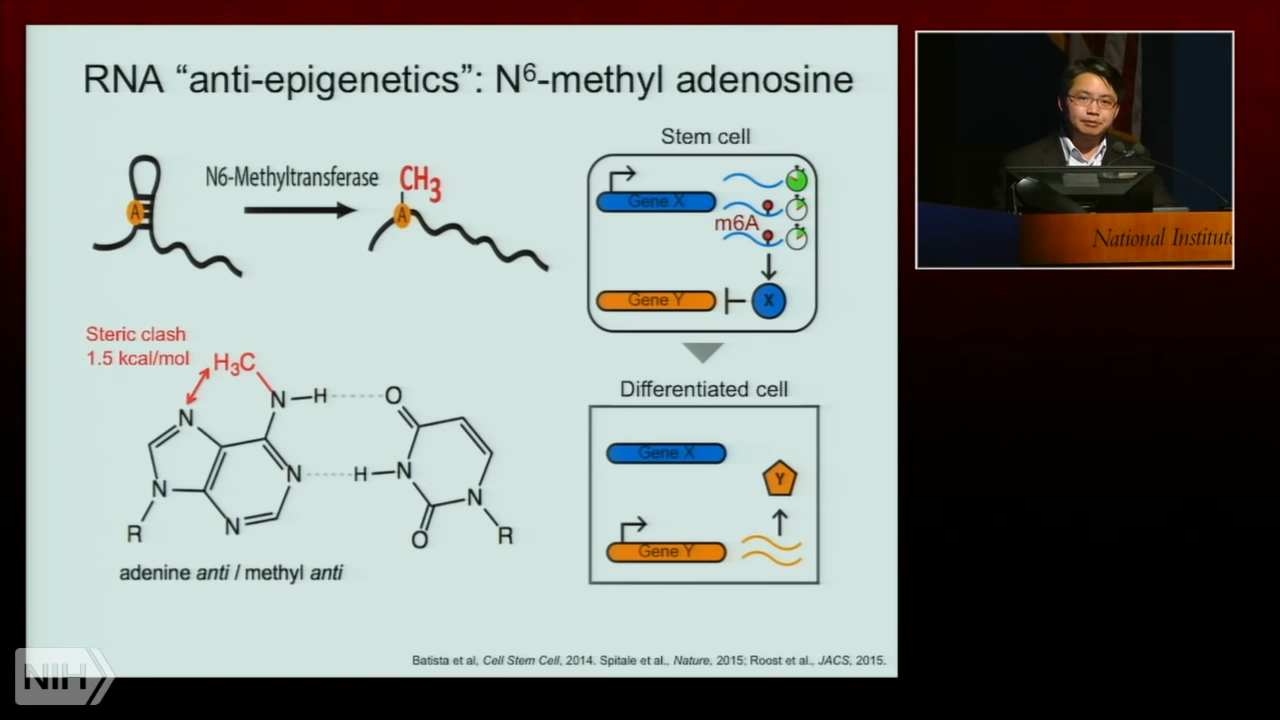 RNA “anti-epigenetics”: N⁶-methyl adenosine
N6-Methyltransferase
CH₃
A
A
Steric clash
1.5 kcal/mol
H₃C
N
H
O
N
N
H
N
N
N
N
R
O
R
adenine anti / methyl anti
Stem cell
Gene X
m6A
Gene Y
X
Differentiated cell
Gene X
Y
Gene Y
Batista et al, Cell Stem Cell, 2014. Spitale et al., Nature, 2015; Roost et al., JACS, 2015.
National Institute
NIH